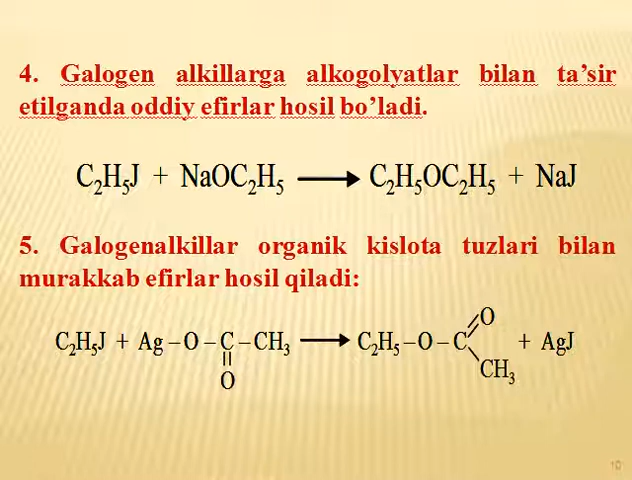 4. Galogen alkillarga alkogolyatlar bilan ta’sir
etilganda oddiy efirlar hosil bo’ladi.
C₂H₅J + NaOC₂H₅ ⟶ C₂H₅OC₂H₅ + NaJ
5. Galogenalkillar organik kislota tuzlari bilan
murakkab efirlar hosil qiladi:
O
C₂H₅J + Ag – O – C – CH₃ ⟶ C₂H₅ – O – C + AgJ
O
CH₃
10